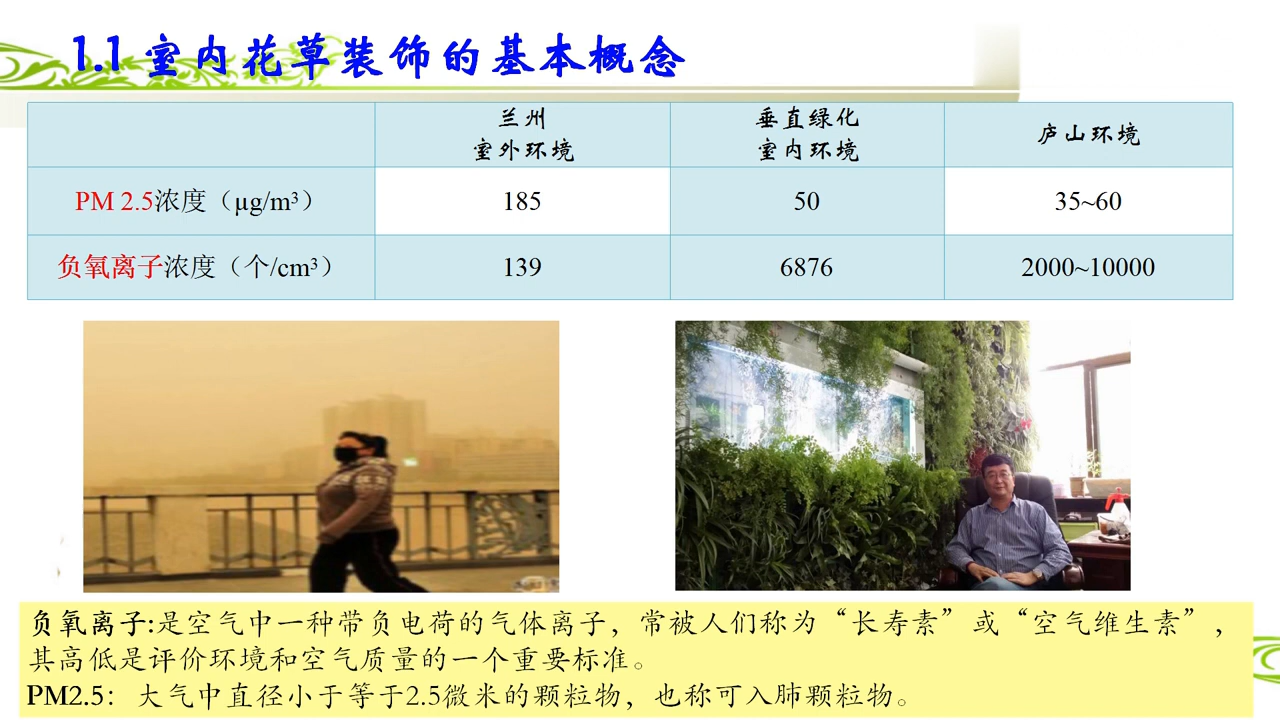 1.1 室内花草装饰的基本概念
兰州
室外环境
垂直绿化
室内环境
庐山环境
PM 2.5浓度（µg/m³）
185
50
35~60
负氧离子浓度（个/cm³）
139
6876
2000~10000
负氧离子:是空气中一种带负电荷的气体离子，常被人们称为“长寿素”或“空气维生素”，
其高低是评价环境和空气质量的一个重要标准。
PM2.5：大气中直径小于等于2.5微米的颗粒物，也称可入肺颗粒物。